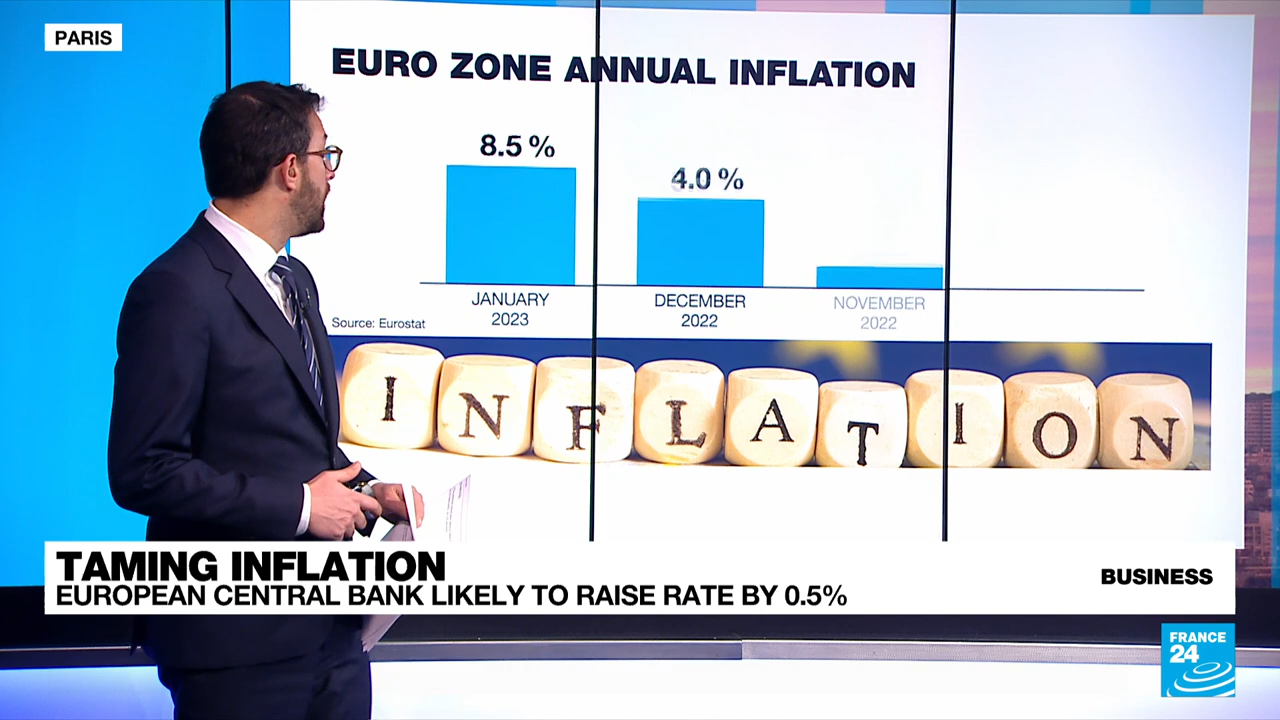 PARIS
EURO ZONE ANNUAL INFLATION
8.5 %
4.0 %
JANUARY
2023
DECEMBER
2022
NOVEMBER
2022
Source: Eurostat
INFLATION
TAMING INFLATION
EUROPEAN CENTRAL BANK LIKELY TO RAISE RATE BY 0.5%
BUSINESS
FRANCE
24